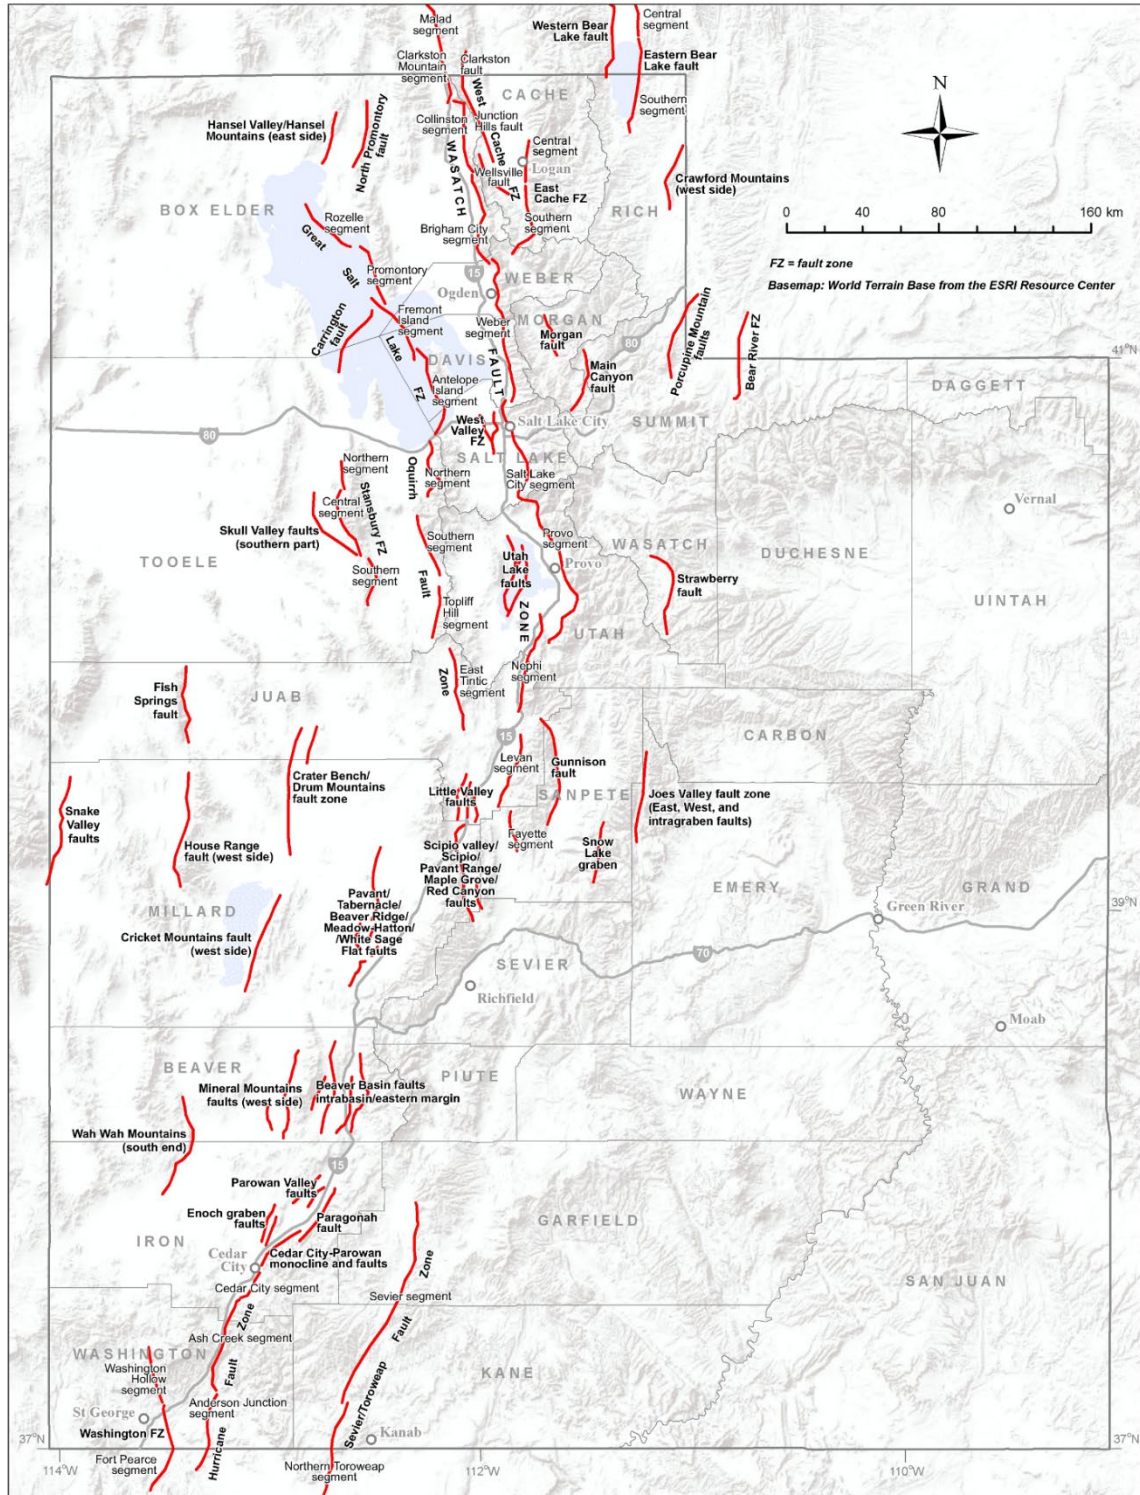 Malad
segment
Western Bear
Lake fault
Central
segment
Clarkston
Mountain
segment
Clarkston
fault
Eastern Bear
Lake fault
West
Cache
FZ
CACHE
N
Southern
segment
Hansel Valley/Hansel
Mountains (east side)
North Promontory
fault
Collinston
segment
Junction
Hills fault
WASATCH
FAULT
ZONE
Central
segment
Logan
Wellsville
fault
East
Cache FZ
Crawford Mountains
(west side)
BOX ELDER
RICH
0 40 80 160 km
Rozelle
segment
Great
Salt
Lake
FZ
Brigham City
segment
Southern
segment
FZ = fault zone
Basemap: World Terrain Base from the ESRI Resource Center
Promontory
segment
15
WEBER
Ogden
Fremont
Island
segment
Carrington
fault
Weber
segment
MORGAN
Morgan
fault
80
Porcupine Mountain
faults
Bear River FZ
41°N
DAVIS
Main
Canyon
fault
Antelope
Island
segment
DAGGETT
West
Valley
FZ
Salt Lake City
SUMMIT
80
SALT LAKE
Northern
segment
Oquirrh
Fault
Zone
Northern
segment
Salt Lake
City segment
Vernal
Central
segment
Stansbury FZ
Skull Valley faults
(southern part)
Southern
segment
Provo
segment
WASATCH
DUCHESNE
TOOELE
Southern
segment
Utah
Lake
faults
Provo
Strawberry
fault
UINTAH
Topliff
Hill
segment
UTAH
East
Tintic
segment
Nephi
segment
Fish
Springs
fault
JUAB
15
CARBON
Levan
segment
Gunnison
fault
Crater Bench/
Drum Mountains
fault zone
Little Valley
faults
SANPETE
Joes Valley fault zone
(East, West, and
intragraben faults)
Snake
Valley
faults
House Range
fault (west side)
Fayette
segment
Snow
Lake
graben
Scipio valley/
Scipio/
Pavant Range/
Maple Grove/
Red Canyon
faults
EMERY
GRAND
MILLARD
Pavant/
Tabernacle/
Beaver Ridge/
Meadow-Hatton/
/White Sage
Flat faults
Green River
39°N
Cricket Mountains fault
(west side)
70
SEVIER
Richfield
Moab
BEAVER
Mineral Mountains
faults (west side)
Beaver Basin faults
intrabasin/eastern margin
PIUTE
WAYNE
Wah Wah Mountains
(south end)
15
Parowan Valley
faults
Enoch graben
faults
Paragonah
fault
GARFIELD
IRON
Cedar
City
Cedar City-Parowan
monocline and faults
SAN JUAN
Cedar City segment
Sevier segment
Sevier/Toroweap
Fault
Zone
Ash Creek segment
WASHINGTON
Washington
Hollow
segment
KANE
Anderson Junction
segment
Hurricane
Fault
Zone
St George
Washington FZ
Kanab
37°N
37°N
Fort Pearce
segment
Northern Toroweap
segment
114°W
112°W
110°W